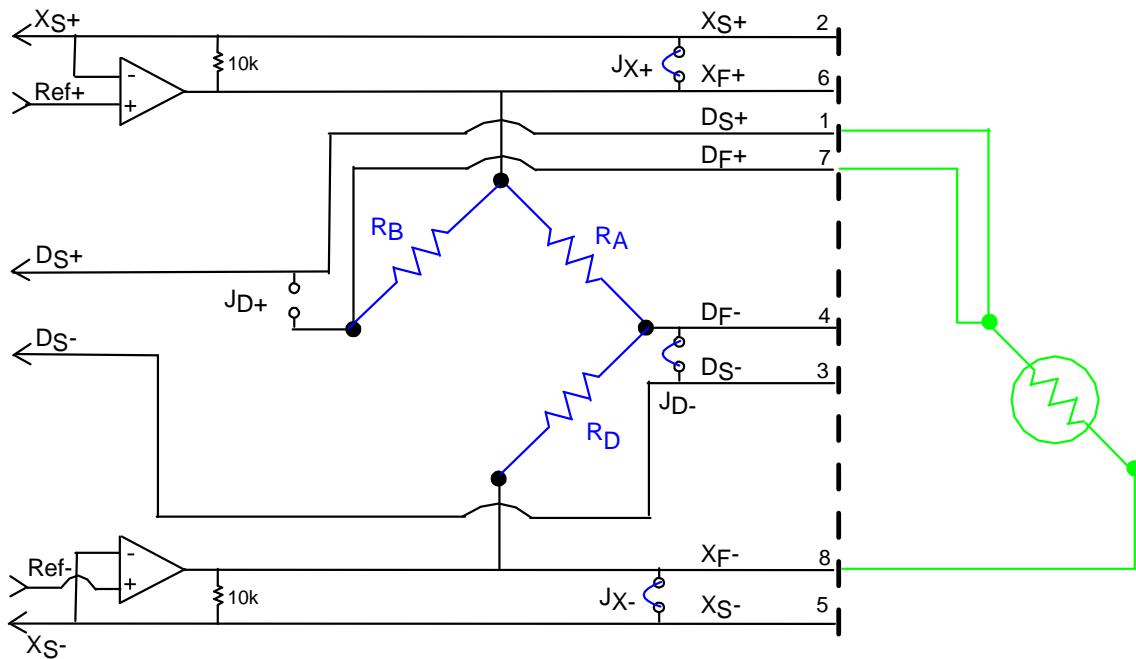 XS+ XS+ 2
10k JX+
Ref+ - + XF+ 6
DS+ 1
DF+ 7
RB RA
DS+
JD+
DF- 4
DS-
DS- 3
JD-
RD
Ref- - + XF- 8
10k JX- XS- 5
XS-